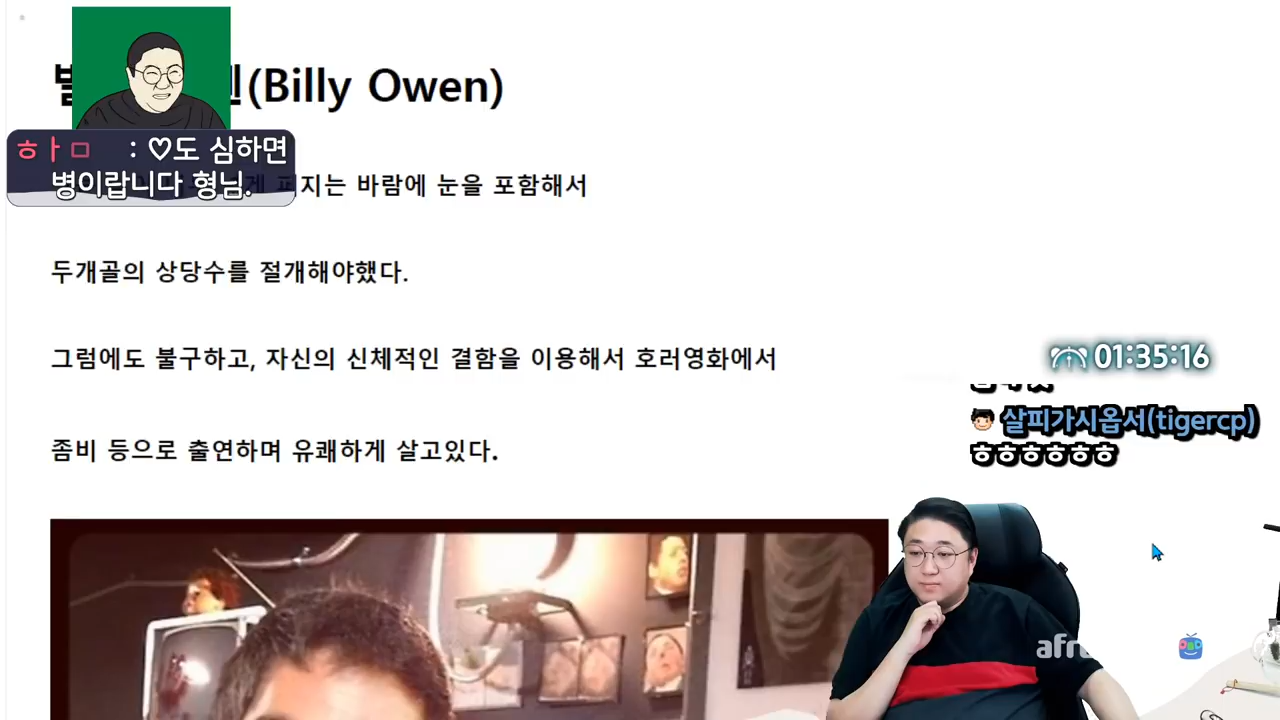 (Billy Owen)
ㅎㅏㅁ : ♡도 심하면
병이랍니다 형님.
지는 바람에 눈을 포함해서
두개골의 상당수를 절개해야했다.
그럼에도 불구하고, 자신의 신체적인 결함을 이용해서 호러영화에서
좀비 등으로 출연하며 유쾌하게 살고있다.
01:35:16
살피가시옵서(tigercp)
ㅎㅎㅎㅎㅎㅎ